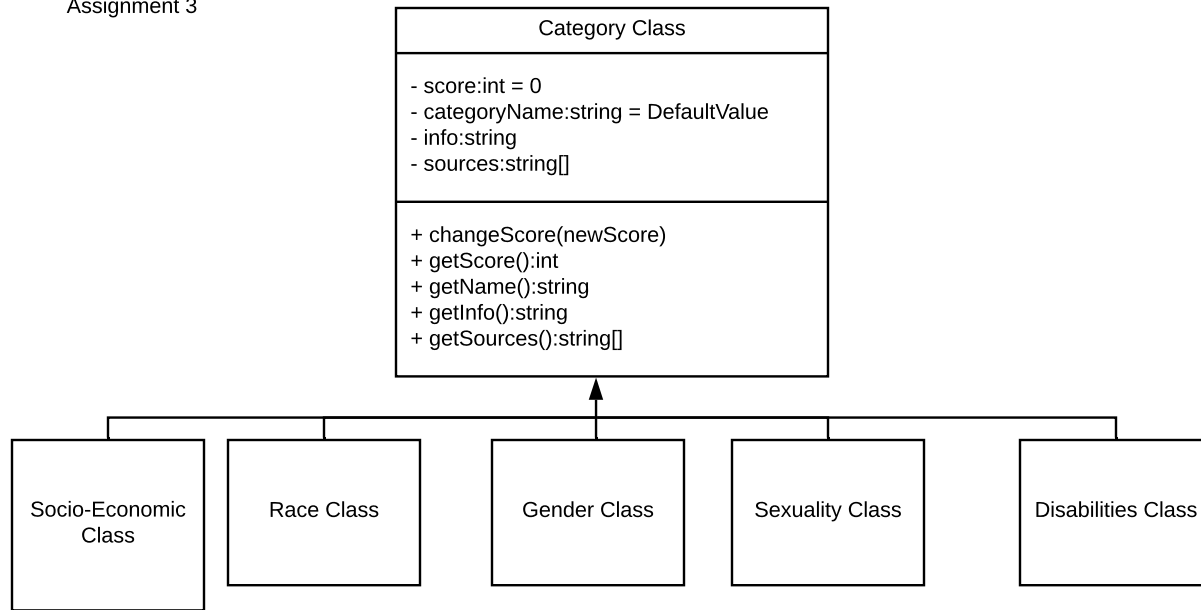 Assignment 3
Category Class
- score:int = 0
- categoryName:string = DefaultValue
- info:string
- sources:string[]
+ changeScore(newScore)
+ getScore():int
+ getName():string
+ getInfo():string
+ getSources():string[]
Socio-Economic
Class
Race Class
Gender Class
Sexuality Class
Disabilities Class